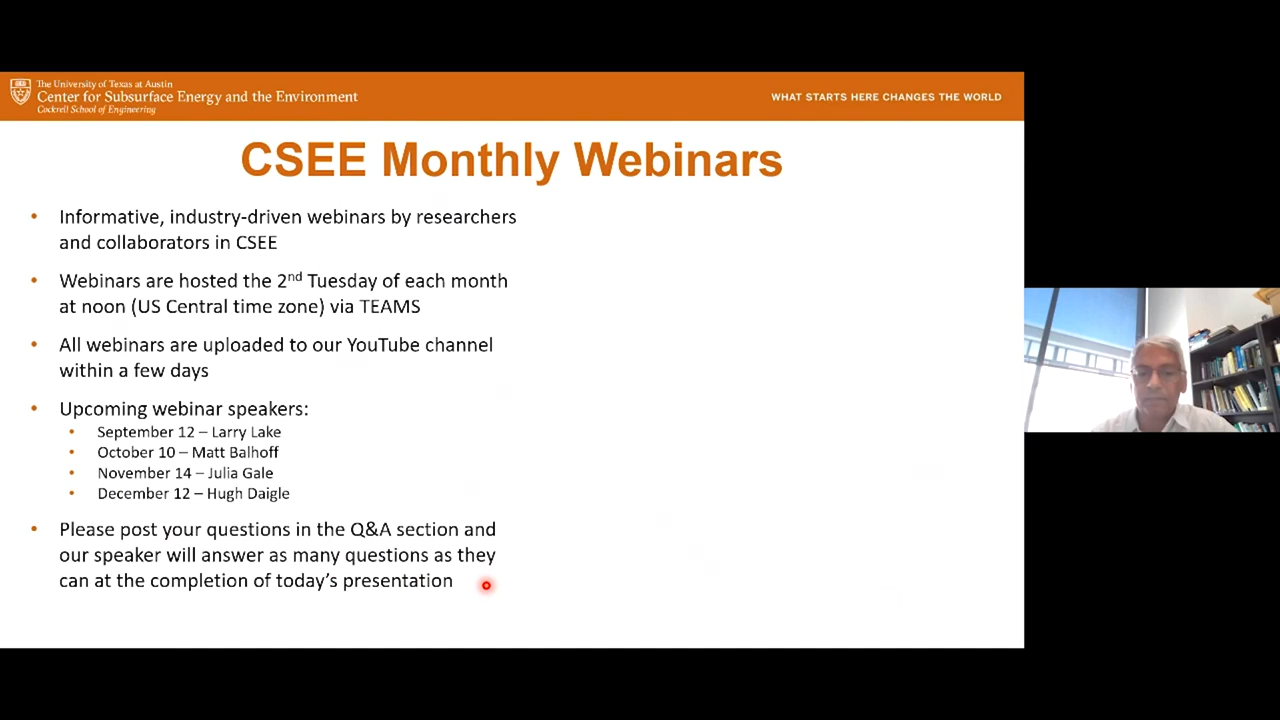 The University of Texas at Austin
Center for Subsurface Energy and the Environment
Cockrell School of Engineering
WHAT STARTS HERE CHANGES THE WORLD
CSEE Monthly Webinars
• Informative, industry-driven webinars by researchers
and collaborators in CSEE
• Webinars are hosted the 2nd Tuesday of each month
at noon (US Central time zone) via TEAMS
• All webinars are uploaded to our YouTube channel
within a few days
• Upcoming webinar speakers:
• September 12 – Larry Lake
• October 10 – Matt Balhoff
• November 14 – Julia Gale
• December 12 – Hugh Daigle
• Please post your questions in the Q&A section and
our speaker will answer as many questions as they
can at the completion of today’s presentation